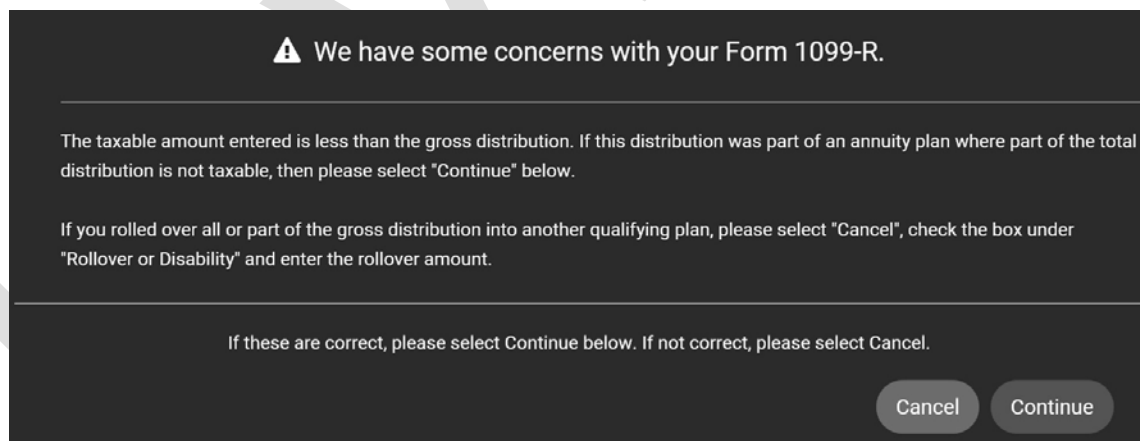 We have some concerns with your Form 1099-R.
The taxable amount entered is less than the gross distribution. If this distribution was part of an annuity plan where part of the total
distribution is not taxable, then please select "Continue" below.
If you rolled over all or part of the gross distribution into another qualifying plan, please select "Cancel", check the box under
"Rollover or Disability" and enter the rollover amount.
If these are correct, please select Continue below. If not correct, please select Cancel.
Cancel Continue